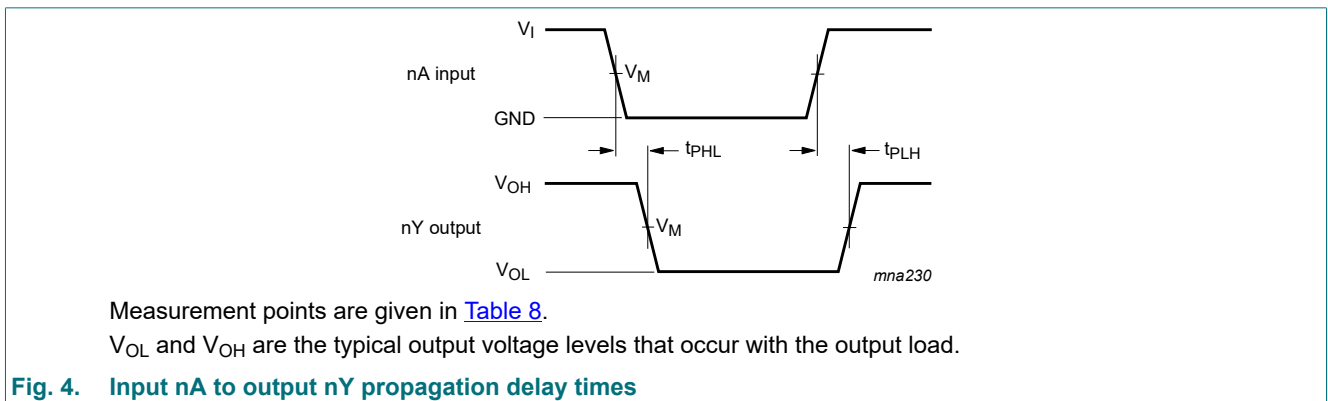 VI
nA input
VM
GND
tPHL
tPLH
VOH
nY output
VM
VOL
mna230
Measurement points are given in Table 8.
VOL and VOH are the typical output voltage levels that occur with the output load.
Fig. 4. Input nA to output nY propagation delay times